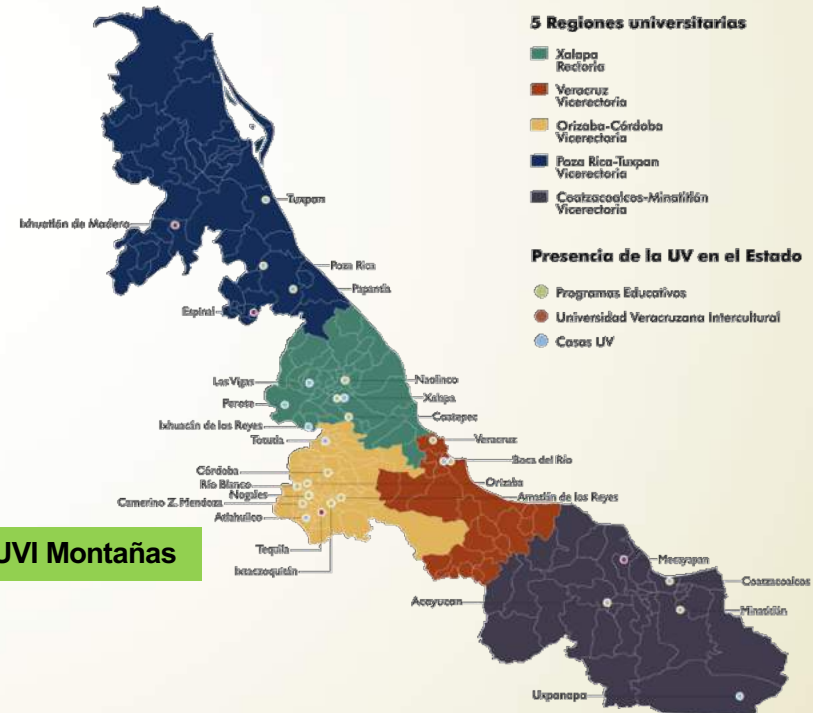 5 Regiones universitarias
Xalapa
Rectoría
Veracruz
Vicerectoría
Orizaba-Córdoba
Vicerectoría
Poza Rica-Tuxpan
Vicerectoría
Coatzacoalcos-Minatitlán
Vicerectoría
Presencia de la UV en el Estado
Programas Educativos
Universidad Veracruzana Intercultural
Casas UV
Tuxpan
Ixhuatlán de Madero
Poza Rica
Papantla
Espinal
Las Vigas
Naolinco
Perote
Xalapa
Ixhuacán de los Reyes
Coatepec
Totutla
Veracruz
Boca del Río
Córdoba
Río Blanco
Orizaba
Nogales
Amatlán de los Reyes
Camerino Z. Mendoza
Atlahuilco
UVI Montañas
Tequila
Ixtaczoquitlán
Mecayapan
Coatzacoalcos
Acayucan
Minatitlán
Uxpanapa